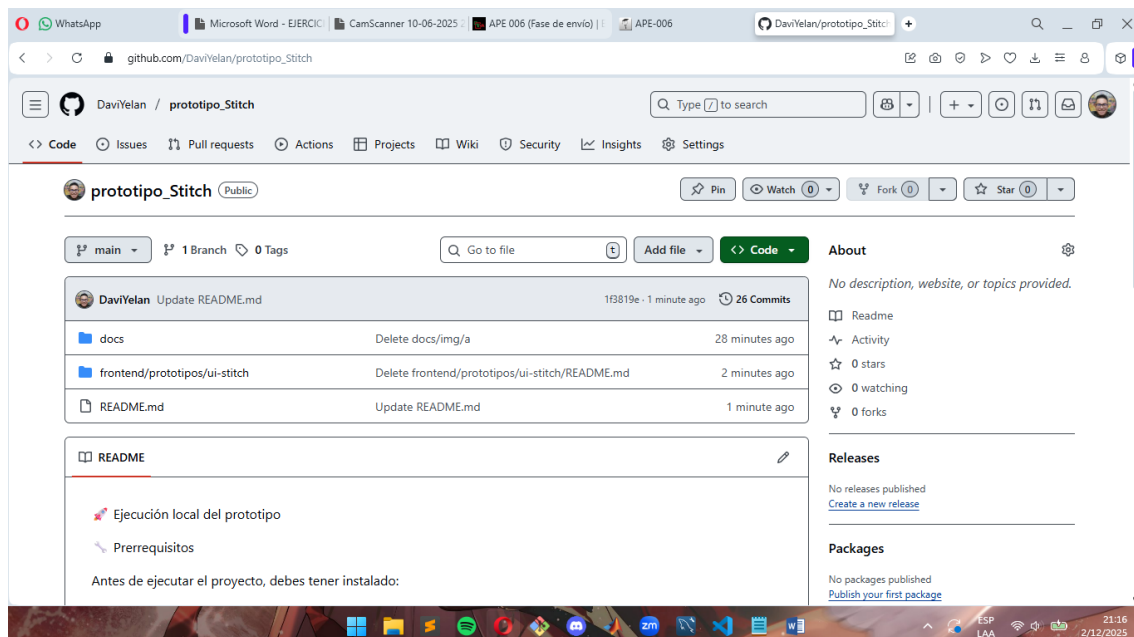 WhatsApp
Microsoft Word - EJERCIC
CamScanner 10-06-2025 2
APE 006 (Fase de envío) | E
APE-006
DaviYelan/prototipo_Stitch
github.com/DaviYelan/prototipo_Stitch
DaviYelan / prototipo_Stitch
Type / to search
Code
Issues
Pull requests
Actions
Projects
Wiki
Security
Insights
Settings
prototipo_Stitch Public
Pin
Watch 0
Fork 0
Star 0
main
1 Branch
0 Tags
Go to file t
Add file
Code
DaviYelan Update README.md
1f3819e · 1 minute ago
26 Commits
docs
Delete docs/img/a
28 minutes ago
frontend/prototipos/ui-stitch
Delete frontend/prototipos/ui-stitch/README.md
2 minutes ago
README.md
Update README.md
1 minute ago
README
🚀 Ejecución local del prototipo
🔧 Prerrequisitos
Antes de ejecutar el proyecto, debes tener instalado:
About
No description, website, or topics provided.
Readme
Activity
0 stars
0 watching
0 forks
Releases
No releases published
Create a new release
Packages
No packages published
Publish your first package
zm
ESP
LAA
21:16
2/12/2025